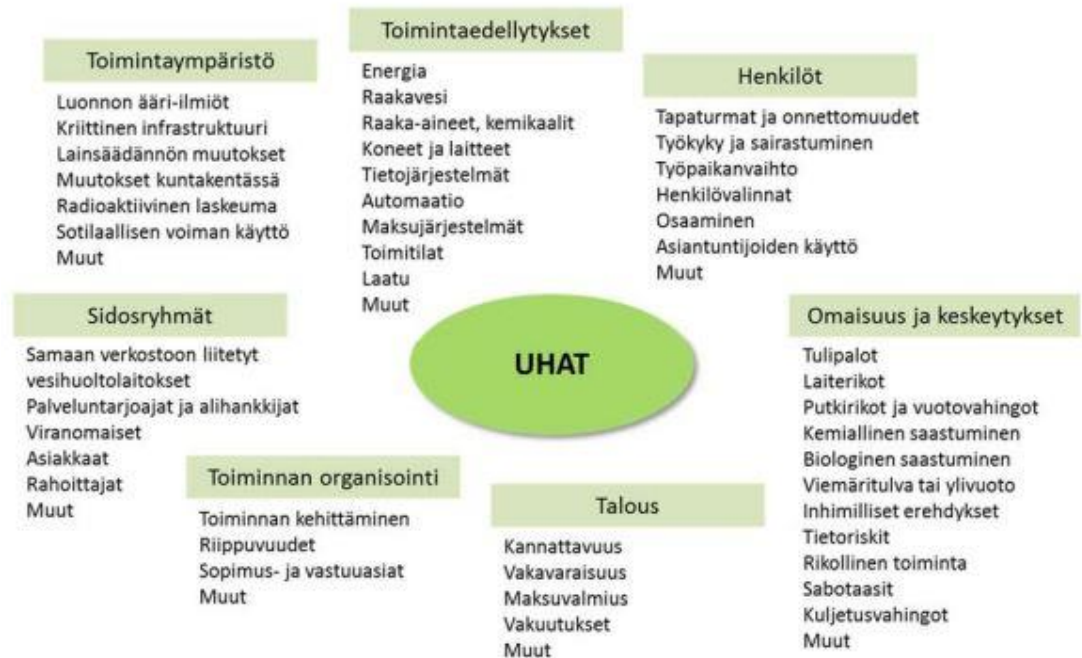 Toimintaympäristö
Luonnon ääri-ilmiöt
Kriittinen infrastruktuuri
Lainsäädännön muutokset
Muutokset kuntakentässä
Radioaktiivinen laskeuma
Sotilaallisen voiman käyttö
Muut
Toimintaedellytykset
Energia
Raakavesi
Raaka-aineet, kemikaalit
Koneet ja laitteet
Tietojärjestelmät
Automaatio
Maksujärjestelmät
Toimitilat
Laatu
Muut
Henkilöt
Tapaturmat ja onnettomuudet
Työkyky ja sairastuminen
Työpaikanvaihto
Henkilövalinnat
Osaaminen
Asiantuntijoiden käyttö
Muut
Sidosryhmät
Samaan verkostoon liitetyt
vesihuoltolaitokset
Palveluntarjoajat ja alihankkijat
Viranomaiset
Asiakkaat
Rahoittajat
Muut
UHAT
Omaisuus ja keskeytykset
Tulipalot
Laiterikot
Putkirikot ja vuotovahingot
Kemiallinen saastuminen
Biologinen saastuminen
Viemäritulva tai ylivuoto
Inhimilliset erehdykset
Tietoriskit
Rikollinen toiminta
Sabotaasit
Kuljetusvahingot
Muut
Toiminnan organisointi
Toiminnan kehittäminen
Riippuvuudet
Sopimus- ja vastuuasiat
Muut
Talous
Kannattavuus
Vakavaraisuus
Maksuvalmius
Vakuutukset
Muut